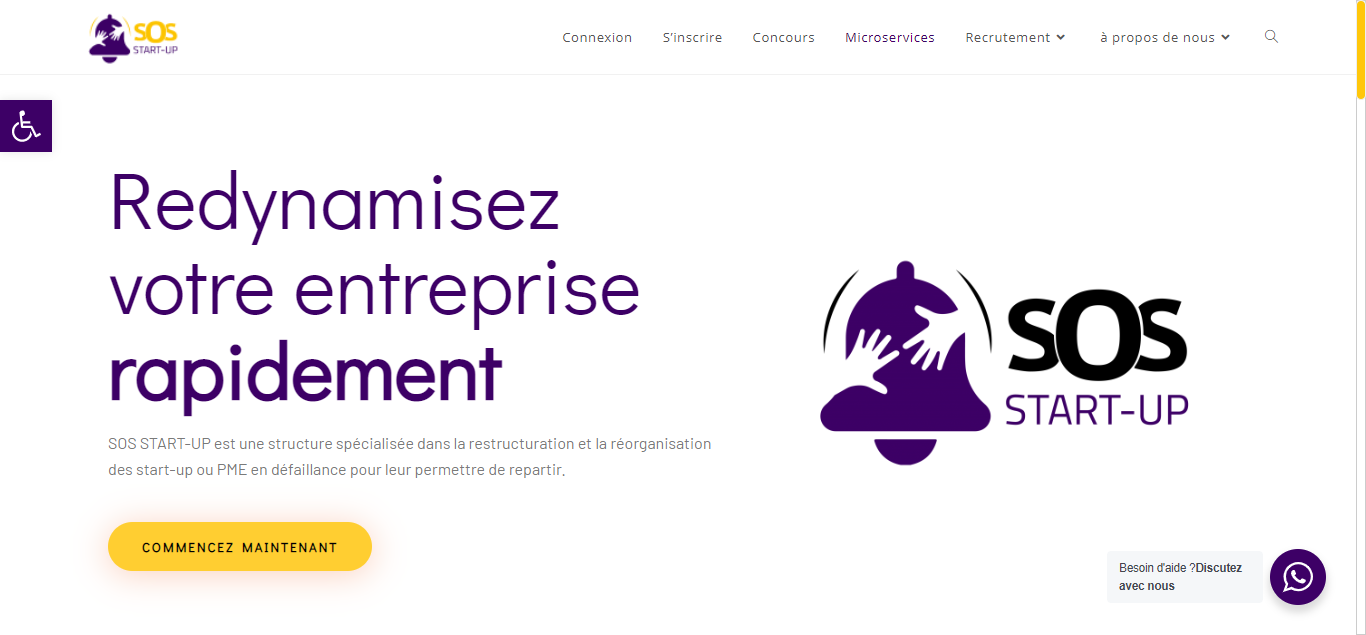 SOS
START-UP
Connexion S'inscrire Concours Microservices Recrutement à propos de nous
Redynamisez
votre entreprise
rapidement
SOS START-UP est une structure spécialisée dans la restructuration et la réorganisation
des start-up ou PME en défaillance pour leur permettre de repartir.
COMMENCEZ MAINTENANT
SOS
START-UP
Besoin d'aide ?Discutez
avec nous